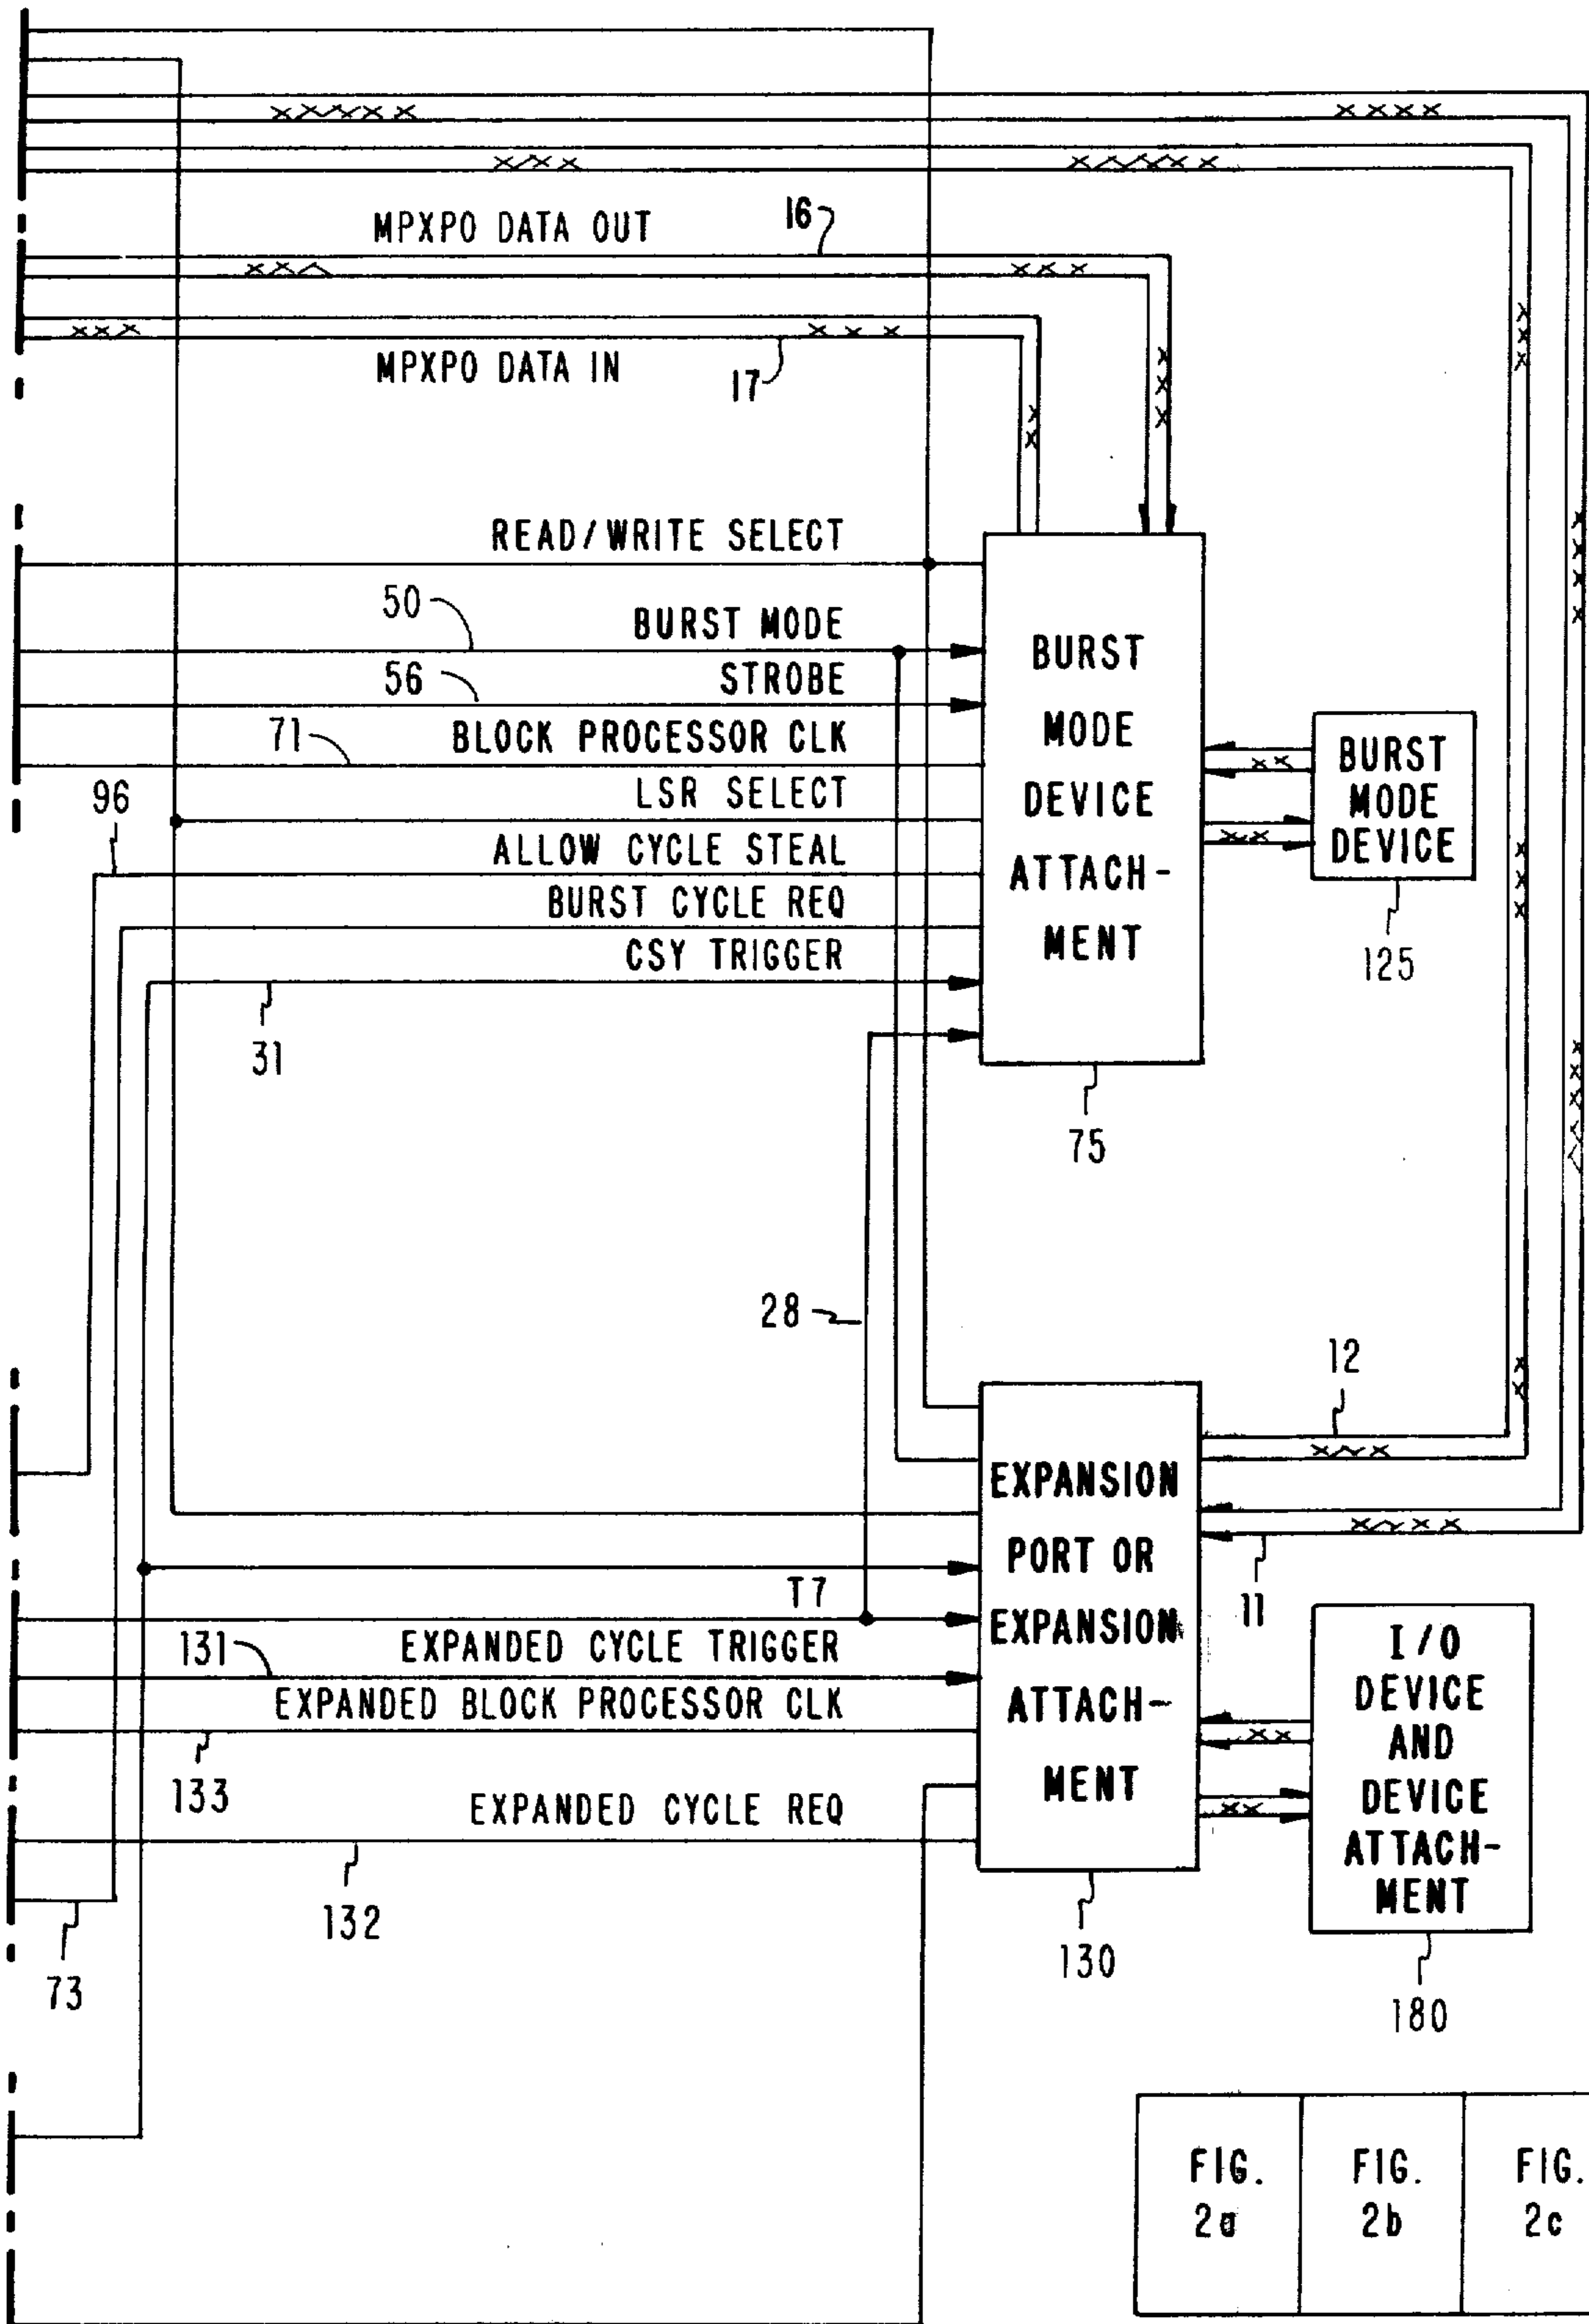 MPXPO DATA OUT
16
MPXPO DATA IN
17
READ/WRITE SELECT
50
BURST MODE
56
STROBE
71
BLOCK PROCESSOR CLK
96
LSR SELECT
ALLOW CYCLE STEAL
BURST CYCLE REQ
CSY TRIGGER
31
BURST
MODE
DEVICE
ATTACH-
MENT
75
BURST
MODE
DEVICE
125
28
12
EXPANSION
PORT OR
EXPANSION
ATTACH-
MENT
130
11
T7
131
EXPANDED CYCLE TRIGGER
EXPANDED BLOCK PROCESSOR CLK
133
EXPANDED CYCLE REQ
132
73
I/O
DEVICE
AND
DEVICE
ATTACH-
MENT
180
FIG.
2a
FIG.
2b
FIG.
2c